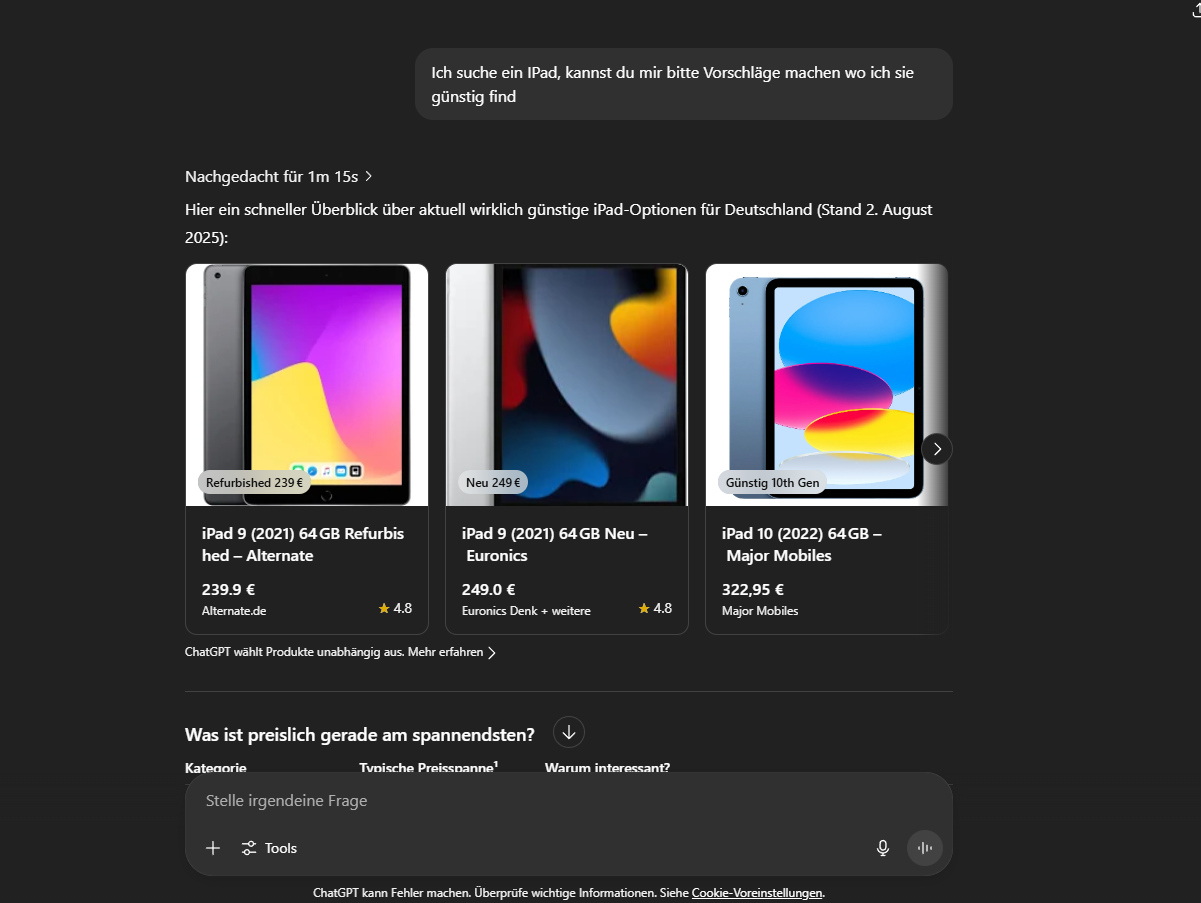 Ich suche ein IPad, kannst du mir bitte Vorschläge machen wo ich sie
günstig find
Nachgedacht für 1m 15s
Hier ein schneller Überblick über aktuell wirklich günstige iPad-Optionen für Deutschland (Stand 2. August
2025):
Refurbished 239 €
Neu 249 €
Günstig 10th Gen
iPad 9 (2021) 64 GB Refurbis
hed – Alternate
239.9 €
Alternate.de
4.8
iPad 9 (2021) 64 GB Neu –
Euronics
249.0 €
Euronics Denk + weitere
4.8
iPad 10 (2022) 64 GB –
Major Mobiles
322,95 €
Major Mobiles
ChatGPT wählt Produkte unabhängig aus. Mehr erfahren
Was ist preislich gerade am spannendsten?
Kategorie Typische Preisspanne¹ Warum interessant?
Stelle irgendeine Frage
Tools
ChatGPT kann Fehler machen. Überprüfe wichtige Informationen. Siehe Cookie-Voreinstellungen.